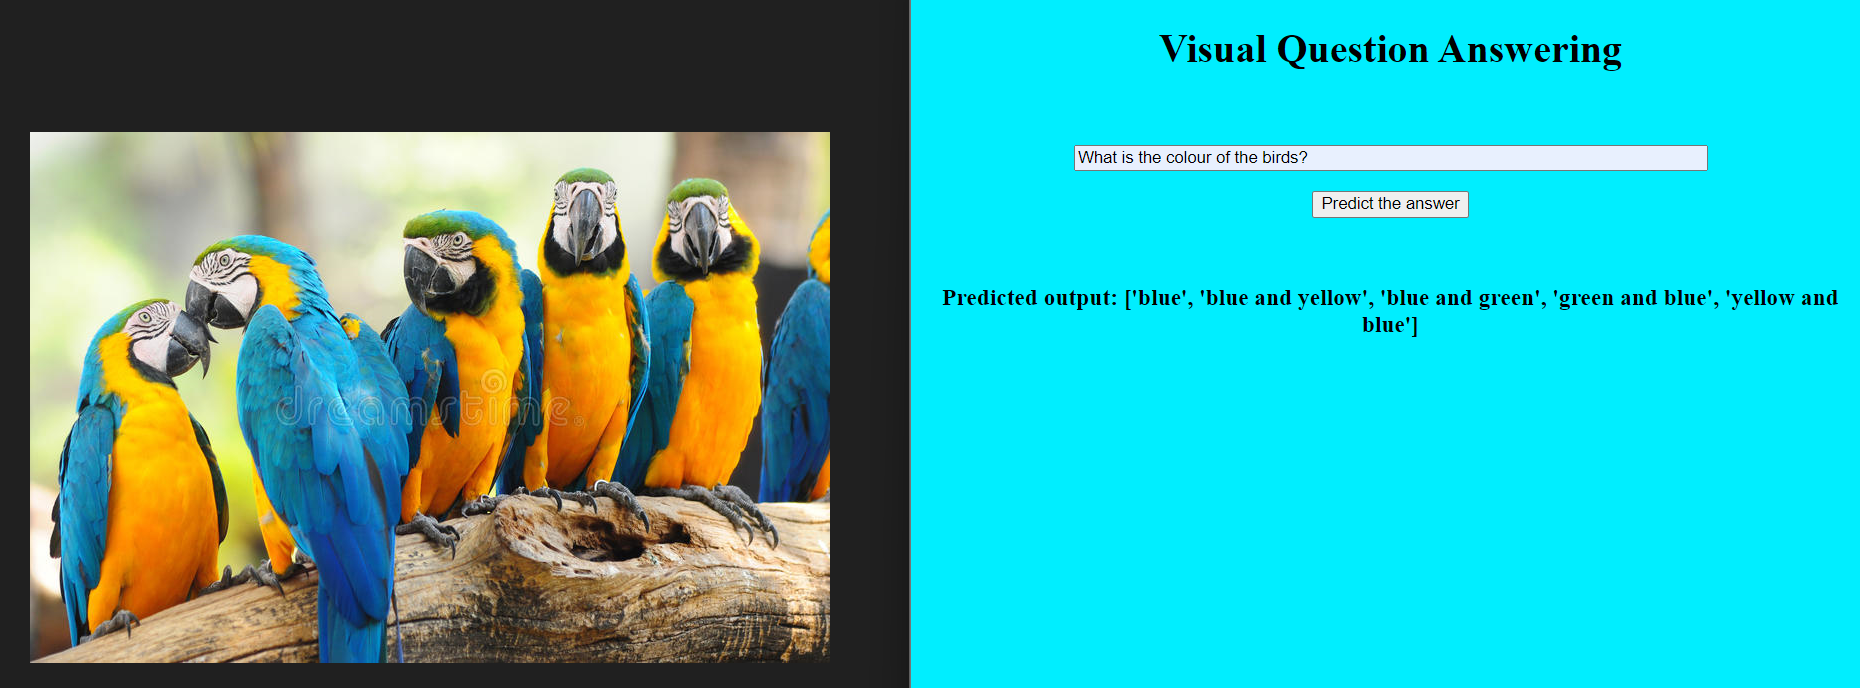 Visual Question Answering
What is the colour of the birds?
Predict the answer
Predicted output: ['blue', 'blue and yellow', 'blue and green', 'green and blue', 'yellow and
blue']
dreamstime.